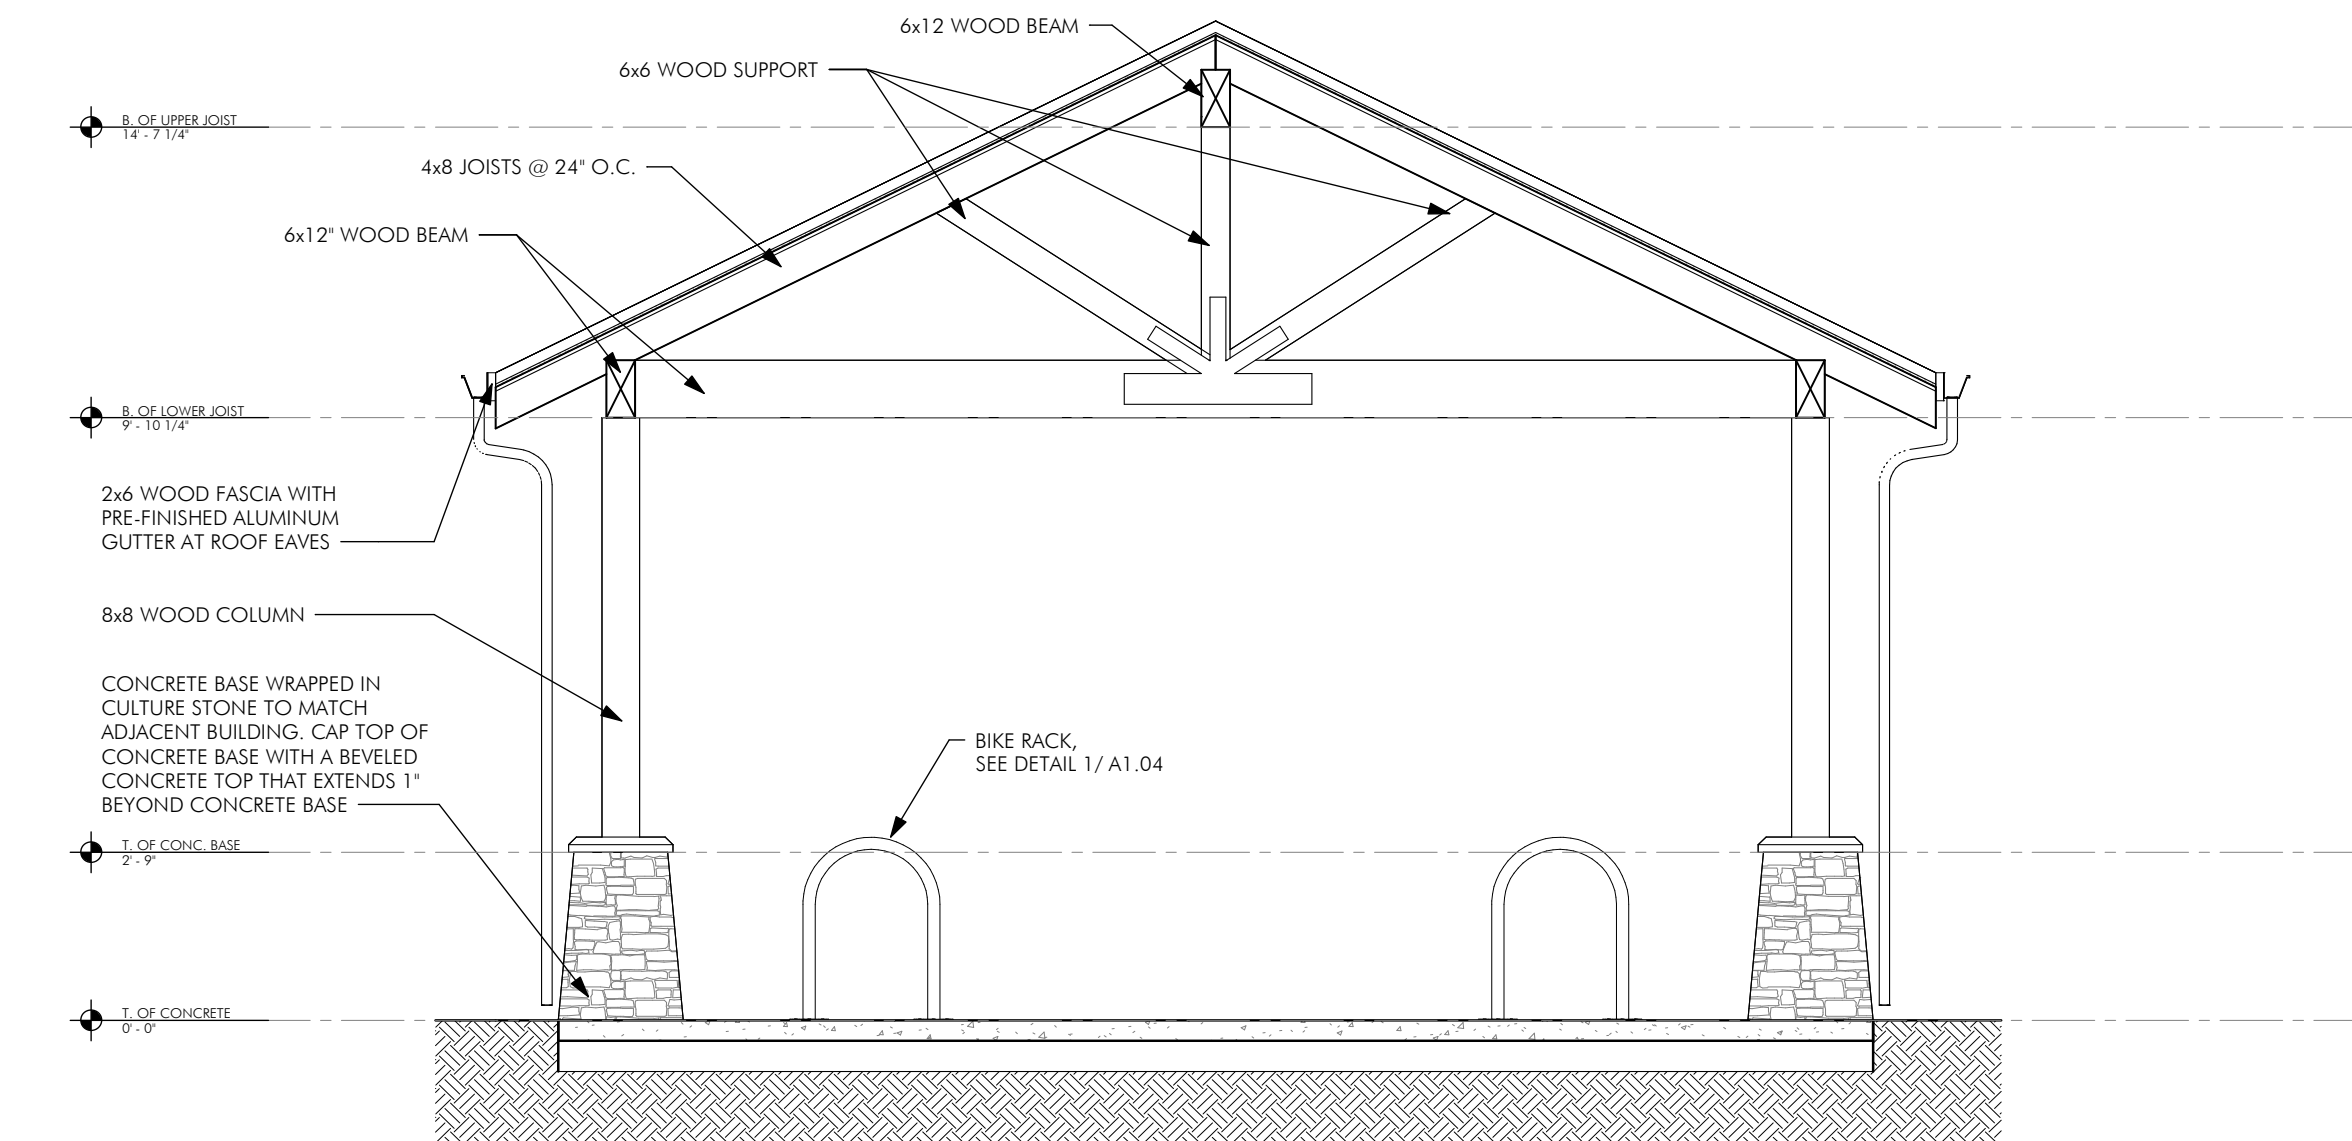 6x12 WOOD BEAM
6x6 WOOD SUPPORT
B. OF UPPER JOIST
14' - 7 1/4"
4x8 JOISTS @ 24" O.C.
6x12" WOOD BEAM
B. OF LOWER JOIST
9' - 10 1/4"
2x6 WOOD FASCIA WITH
PRE-FINISHED ALUMINUM
GUTTER AT ROOF EAVES
8x8 WOOD COLUMN
CONCRETE BASE WRAPPED IN
CULTURE STONE TO MATCH
ADJACENT BUILDING. CAP TOP OF
CONCRETE BASE WITH A BEVELED
CONCRETE TOP THAT EXTENDS 1"
BEYOND CONCRETE BASE
BIKE RACK,
SEE DETAIL 1/ A1.04
T. OF CONC. BASE
2' - 9"
T. OF CONCRETE
0' - 0"